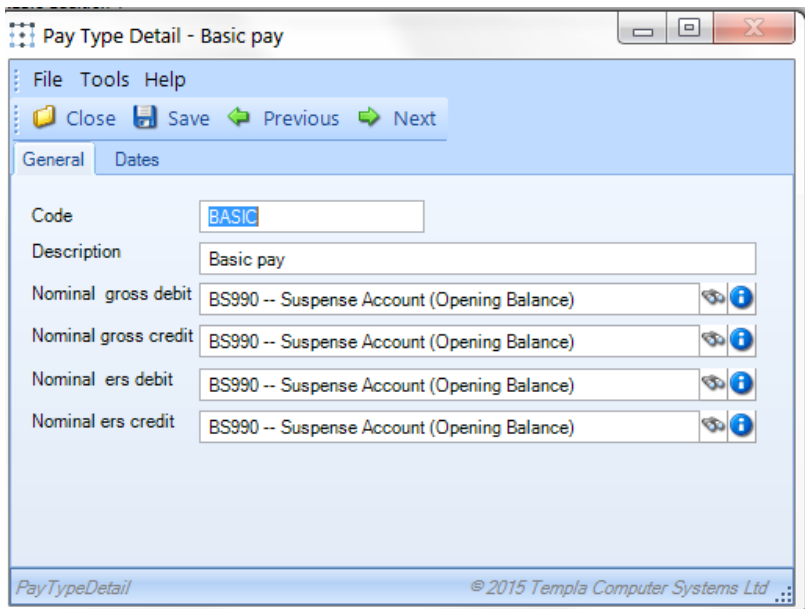 Pay Type Detail - Basic pay
File Tools Help
Close Save Previous Next
General Dates
Code BASIC
Description Basic pay
Nominal gross debit BS990 -- Suspense Account (Opening Balance)
Nominal gross credit BS990 -- Suspense Account (Opening Balance)
Nominal ers debit BS990 -- Suspense Account (Opening Balance)
Nominal ers credit BS990 -- Suspense Account (Opening Balance)
PayTypeDetail © 2015 Templa Computer Systems Ltd